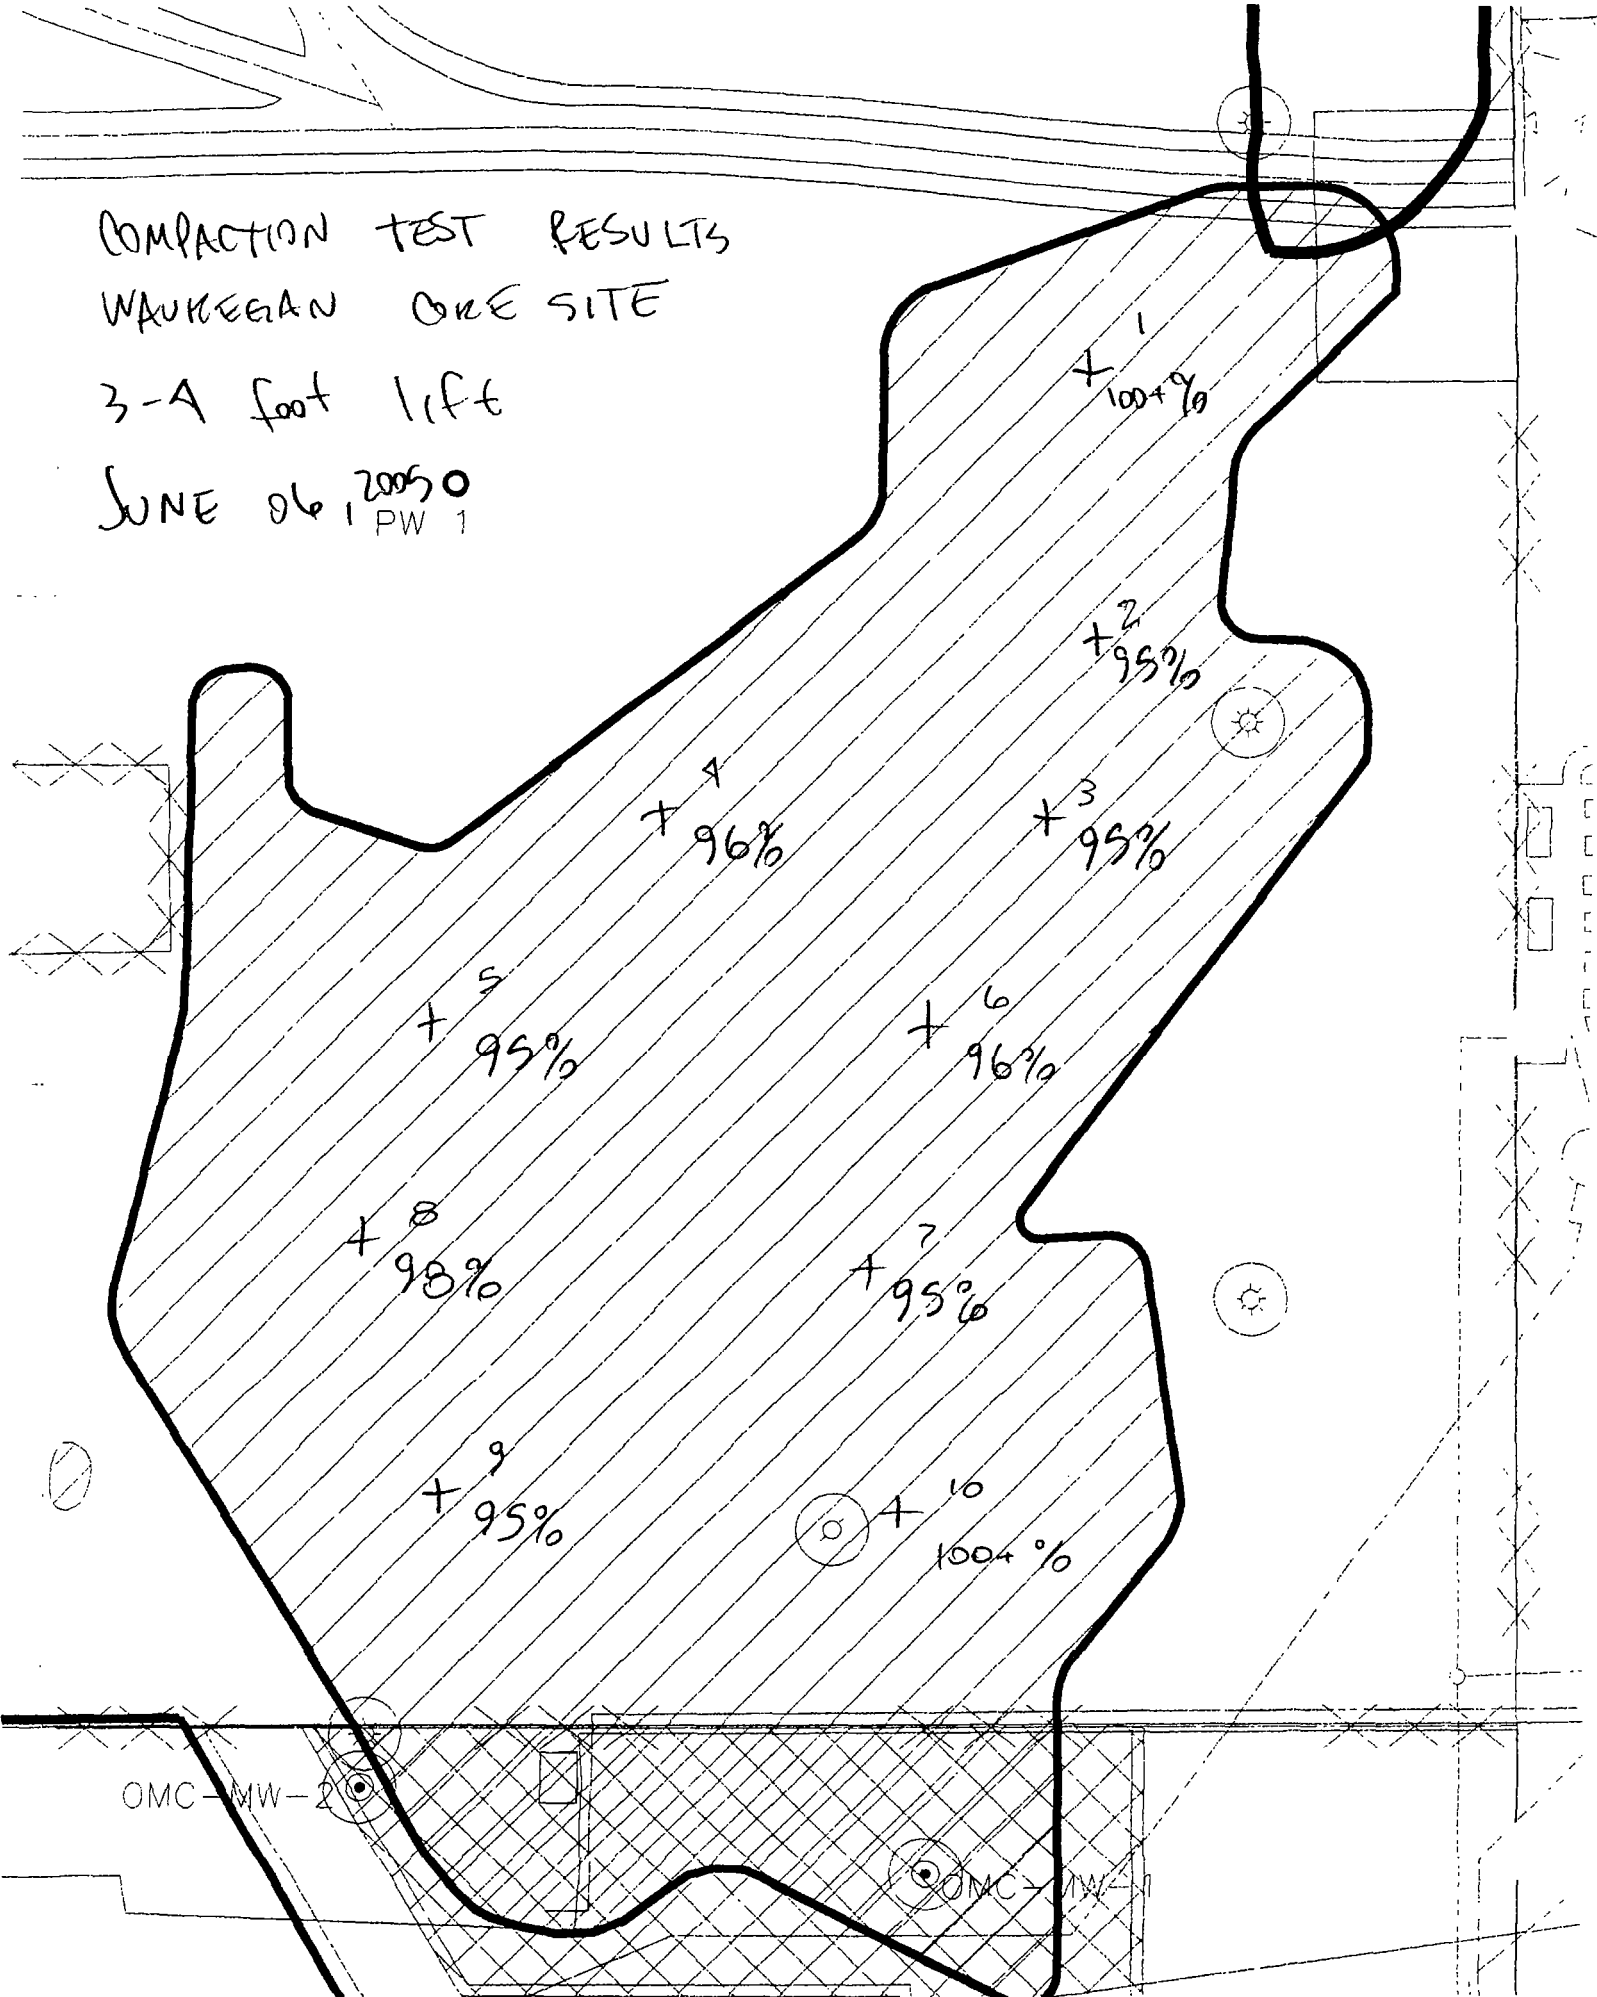 COMPACTION TEST RESULTS
WAUKEGAN CORE SITE
3-4 foot lift
JUNE 06, 2005
PW 1
1
100+%
2
95%
4
96%
3
95%
5
95%
6
96%
8
98%
7
95%
9
95%
10
100+ %
OMC-MW-2
OMC-MW-1